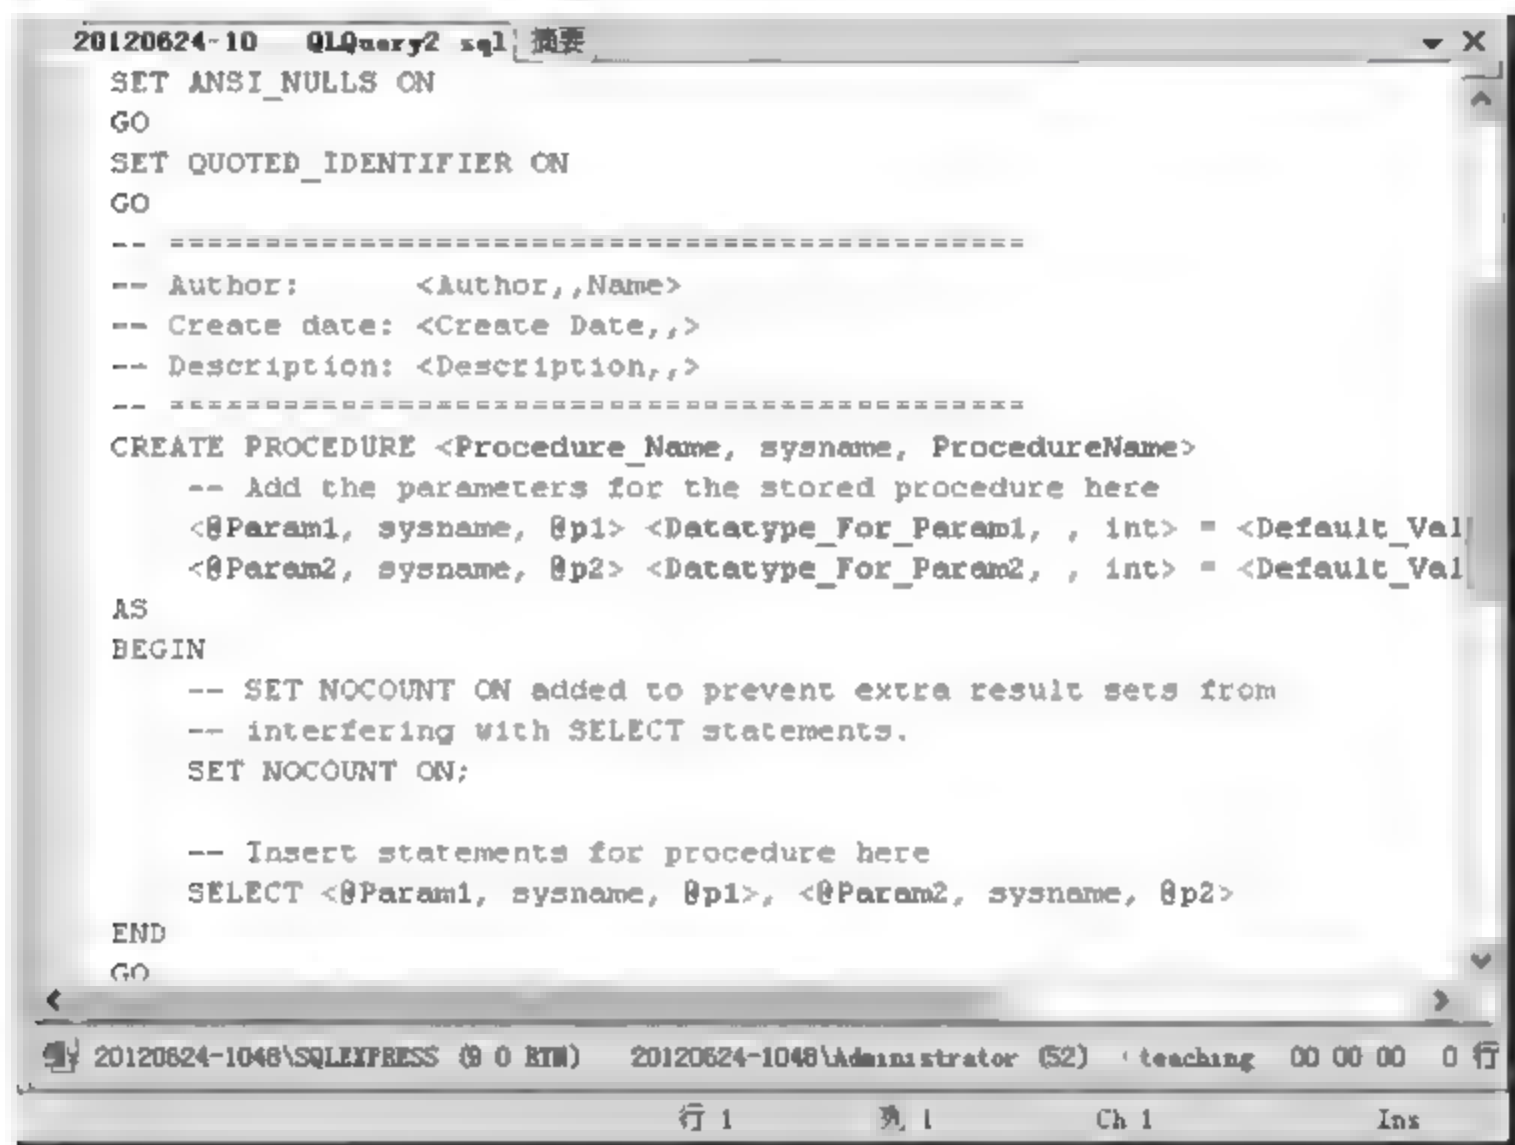 20120624-10 QLQuery2 sql 摘要
SET ANSI_NULLS ON
GO
SET QUOTED_IDENTIFIER ON
GO
-- =============================================
-- Author: <Author,,Name>
-- Create date: <Create Date,,>
-- Description: <Description,,>
-- =============================================
CREATE PROCEDURE <Procedure_Name, sysname, ProcedureName>
-- Add the parameters for the stored procedure here
<@Param1, sysname, @p1> <Datatype_For_Param1, , int> = <Default_Val
<@Param2, sysname, @p2> <Datatype_For_Param2, , int> = <Default_Val
AS
BEGIN
-- SET NOCOUNT ON added to prevent extra result sets from
-- interfering with SELECT statements.
SET NOCOUNT ON;
-- Insert statements for procedure here
SELECT <@Param1, sysname, @p1>, <@Param2, sysname, @p2>
END
GO
20120624-1048\SQLEXPRESS (9 0 RTM) 20120624-1048\Administrator (52) teaching 00 00 00 0 行
行 1 列 1 Ch 1 Ins